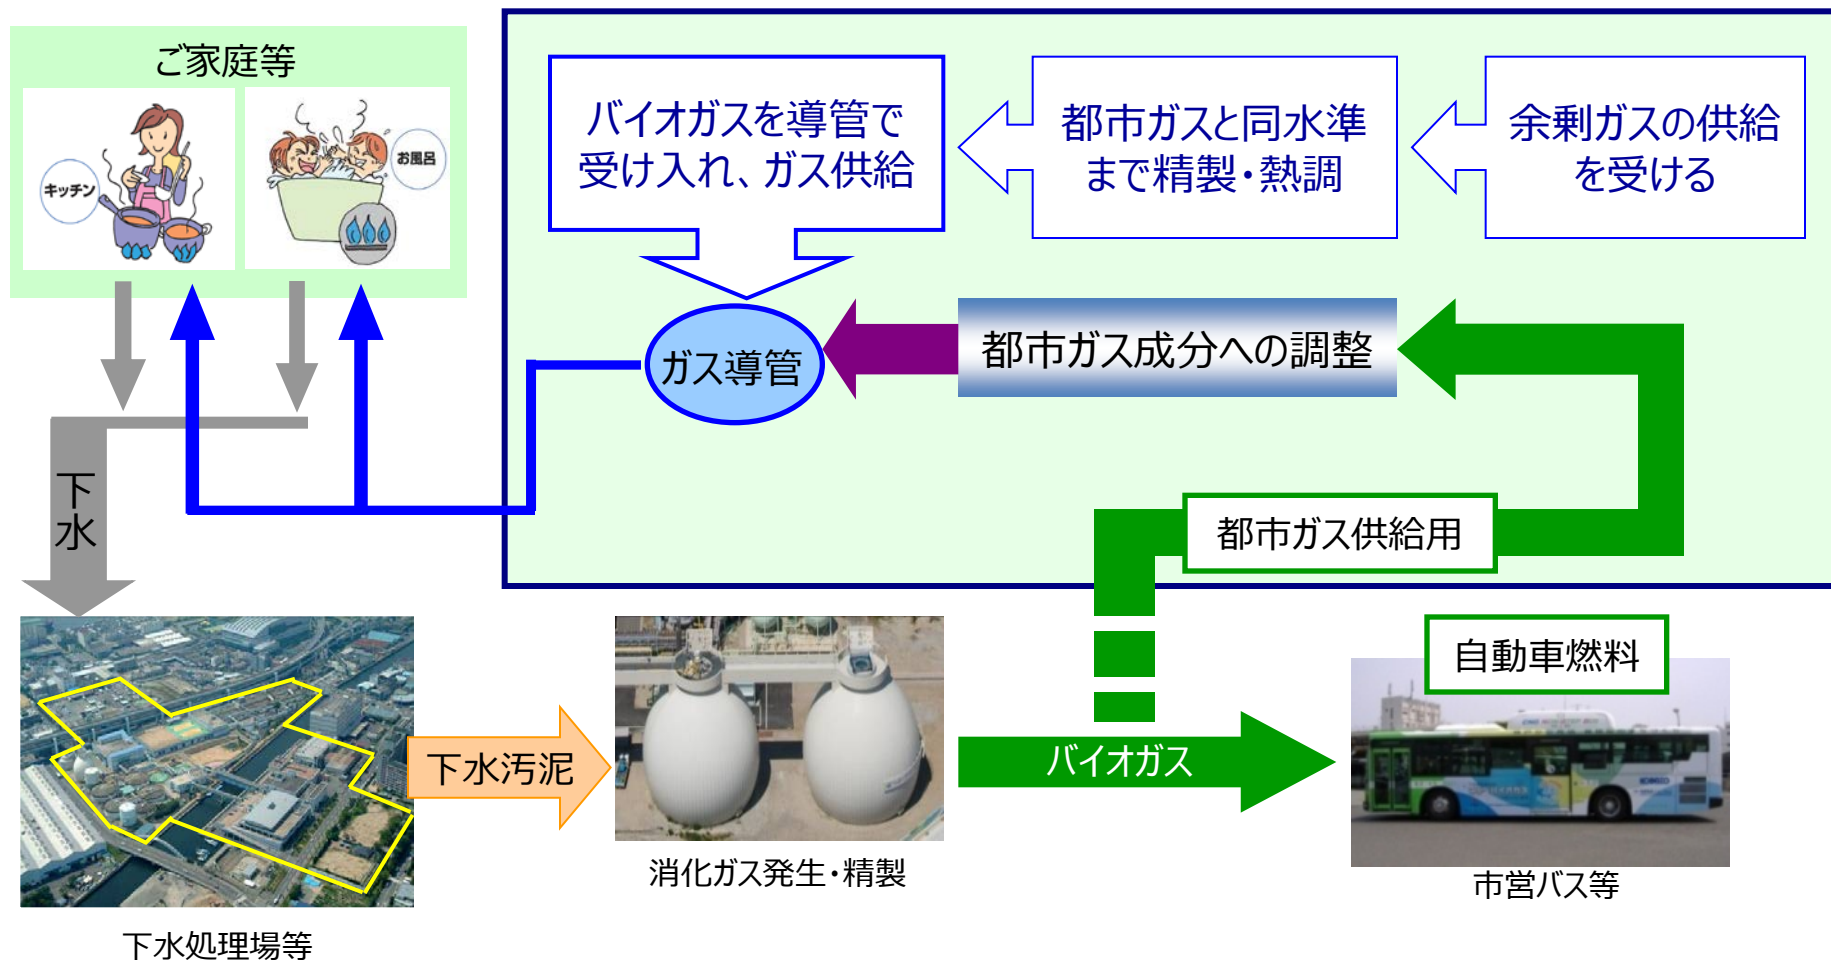 ご家庭等
キッチン
お風呂
バイオガスを導管で
受け入れ、ガス供給
都市ガスと同水準
まで精製・熱調
余剰ガスの供給
を受ける
ガス導管
都市ガス成分への調整
都市ガス供給用
下水
下水汚泥
バイオガス
自動車燃料
消化ガス発生・精製
市営バス等
下水処理場等